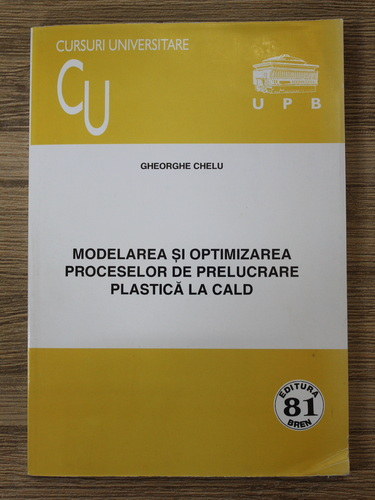 CURSURI UNIVERSITARE
CU
UPB
GHEORGHE CHELU
MODELAREA ȘI OPTIMIZAREA
PROCESELOR DE PRELUCRARE
PLASTICĂ LA CALD
EDITURA
81
BREN